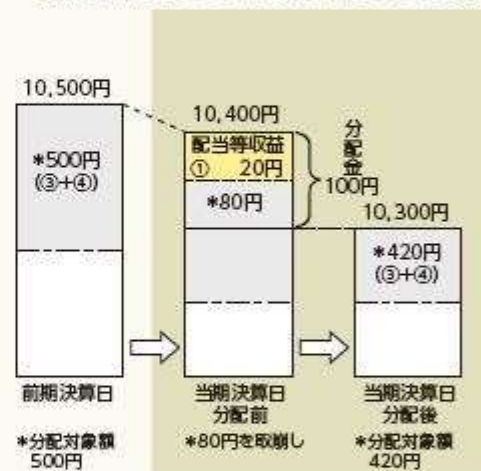 10,500円
*500円
(③+④)
前期決算日
*分配対象額
500円
10,400円
配当等収益
① 20円
*80円
分配金
100円
当期決算日
分配前
*80円を取崩し
10,300円
*420円
(③+④)
当期決算日
分配後
*分配対象額
420円